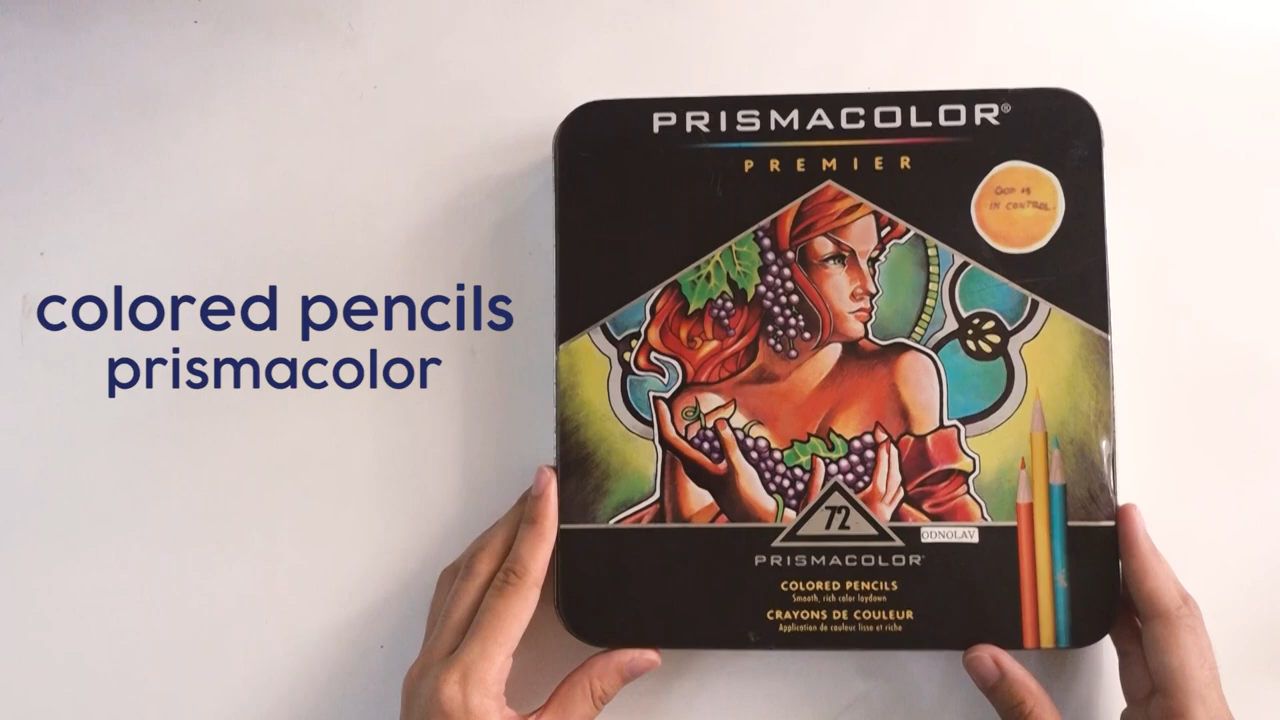 colored pencils
prismacolor
PRISMACOLOR®
PREMIER
GOD IS
IN CONTROL.
72
ODNOLAV
PRISMACOLOR
COLORED PENCILS
Smooth, rich color laydown
CRAYONS DE COULEUR
Application de couleur lisse et riche